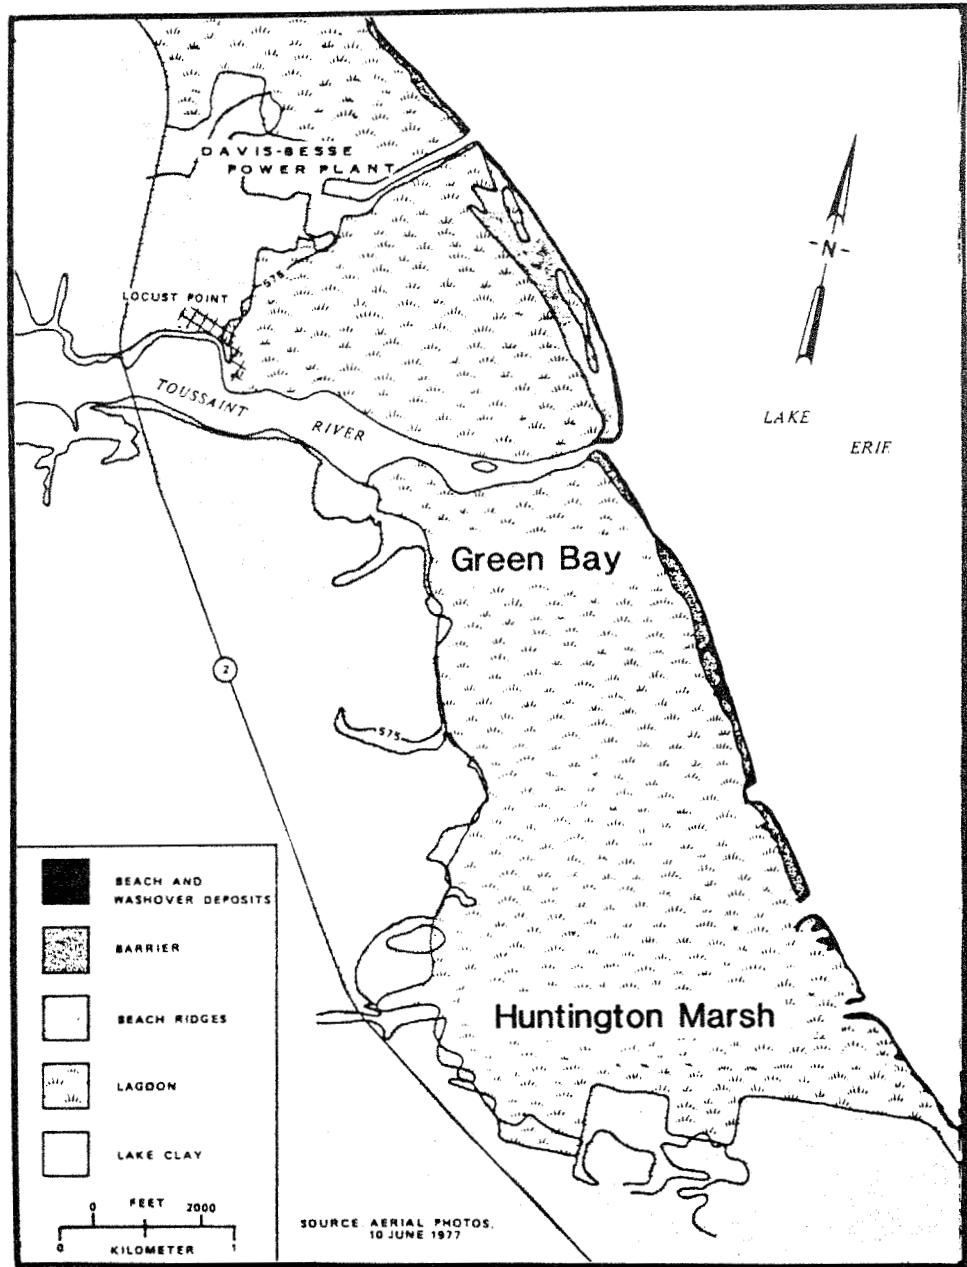 DAVIS-BESSE
POWER PLANT
575
LOCUST POINT
-N-
TOUSSAINT
RIVER
LAKE
ERIE
Green Bay
2
575
BEACH AND
WASHOVER DEPOSITS
BARRIER
BEACH RIDGES
Huntington Marsh
LAGOON
LAKE CLAY
FEET
0 2000
0 KILOMETER 1
SOURCE: AERIAL PHOTOS,
10 JUNE 1977